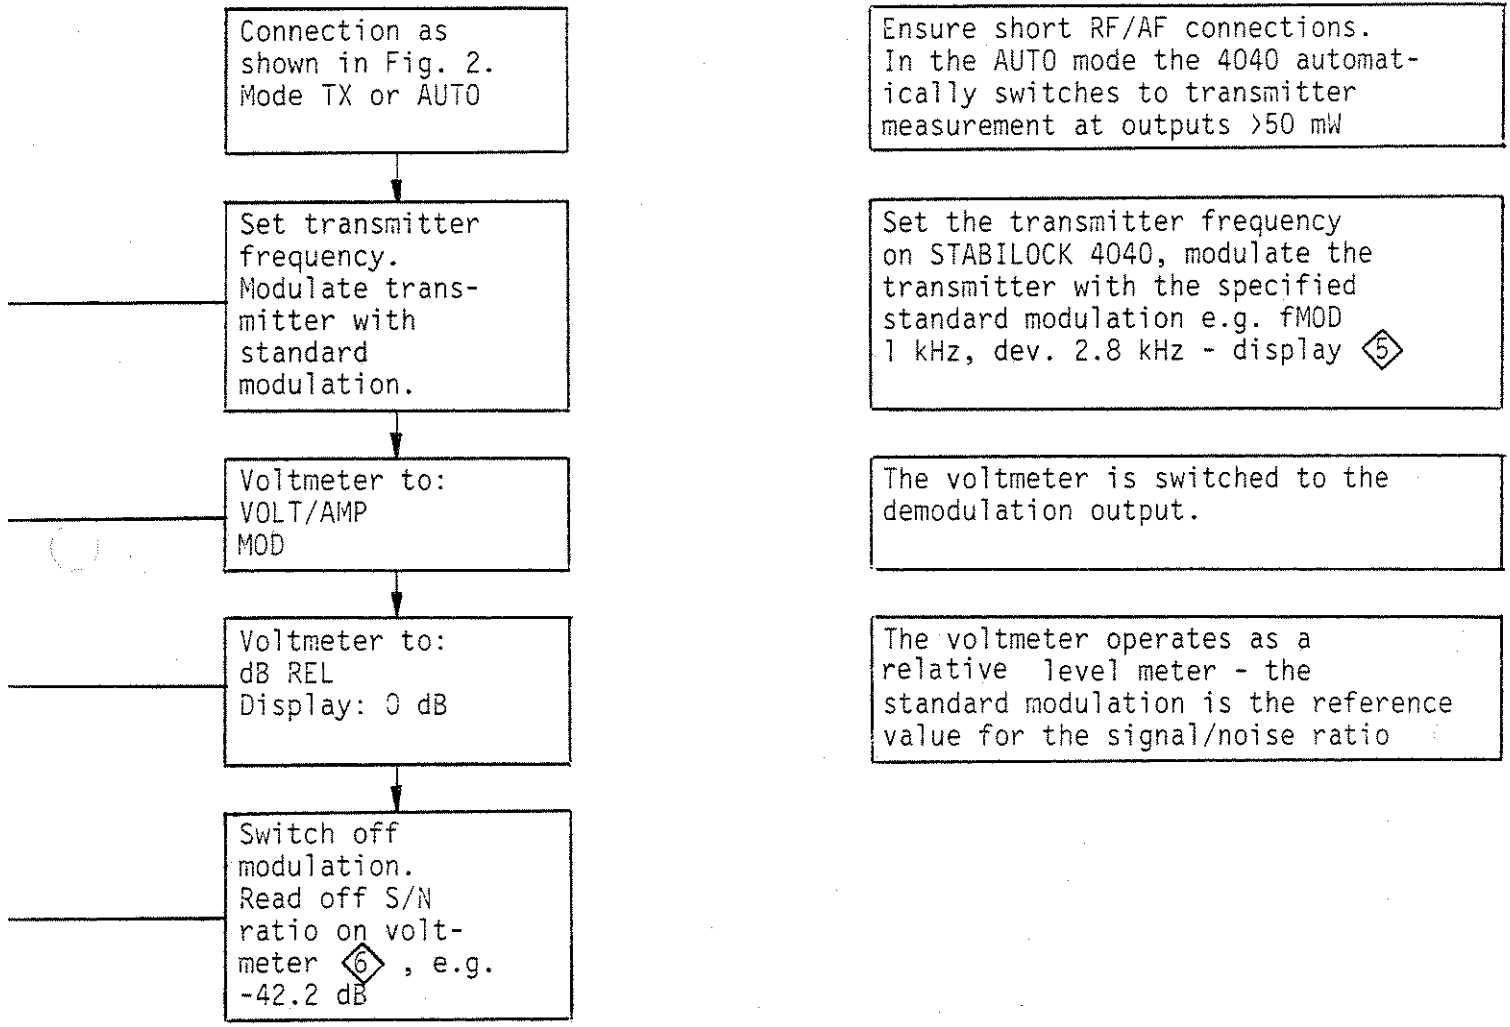 Connection as
shown in Fig. 2.
Mode TX or AUTO
Ensure short RF/AF connections.
In the AUTO mode the 4040 automat-
ically switches to transmitter
measurement at outputs >50 mW
Set transmitter
frequency.
Modulate trans-
mitter with
standard
modulation.
Set the transmitter frequency
on STABILOCK 4040, modulate the
transmitter with the specified
standard modulation e.g. fMOD
1 kHz, dev. 2.8 kHz - display 5
Voltmeter to:
VOLT/AMP
MOD
The voltmeter is switched to the
demodulation output.
Voltmeter to:
dB REL
Display: 0 dB
The voltmeter operates as a
relative level meter - the
standard modulation is the reference
value for the signal/noise ratio
Switch off
modulation.
Read off S/N
ratio on volt-
meter 6 , e.g.
-42.2 dB